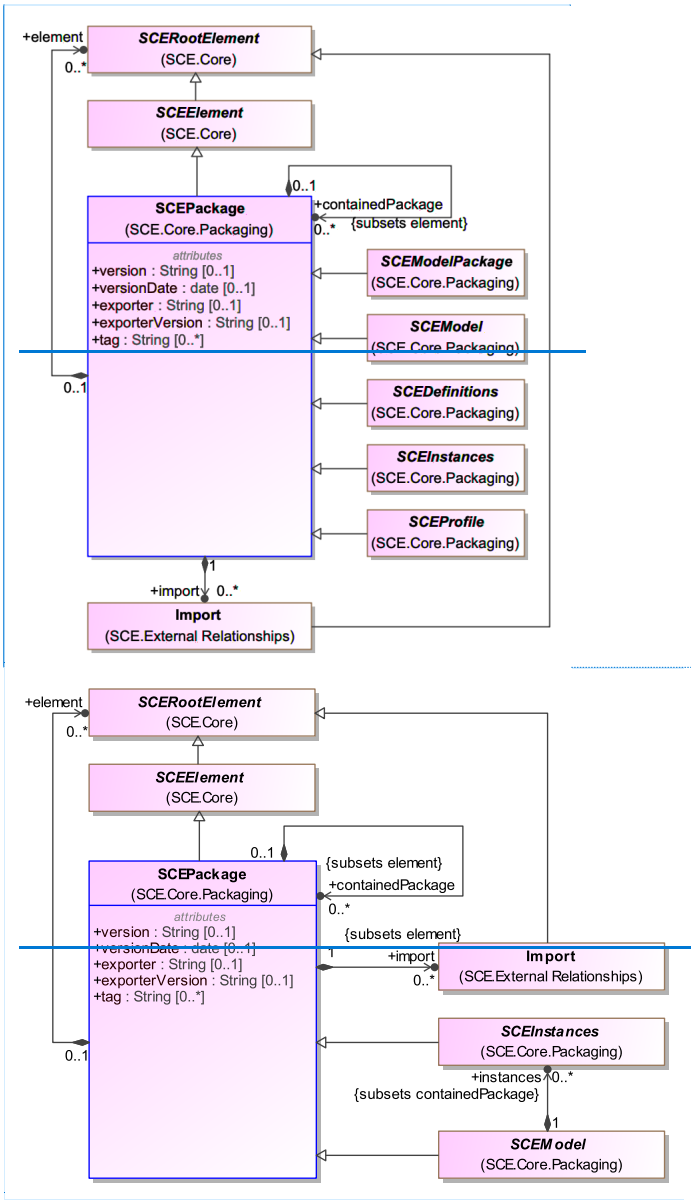 +element
SCERootElement
(SCE.Core)
0..*
SCEElement
(SCE.Core)
0..1
SCEPackage
(SCE.Core.Packaging)
+containedPackage
{subsets element}
0..*
attributes
+version : String [0..1]
+versionDate : date [0..1]
+exporter : String [0..1]
+exporterVersion : String [0..1]
+tag : String [0..*]
0..1
SCEModelPackage
(SCE.Core.Packaging)
SCEModel
(SCE.Core.Packaging)
SCEDefinitions
(SCE.Core.Packaging)
SCEInstances
(SCE.Core.Packaging)
SCEProfile
(SCE.Core.Packaging)
1
+import
0..*
Import
(SCE.External Relationships)
+element
SCERootElement
(SCE.Core)
0..*
SCEElement
(SCE.Core)
0..1
{subsets element}
SCEPackage
(SCE.Core.Packaging)
+containedPackage
0..*
attributes
+version : String [0..1]
+versionDate : date [0..1]
+exporter : String [0..1]
+exporterVersion : String [0..1]
+tag : String [0..*]
0..1
{subsets element}
1
+import
0..*
Import
(SCE.External Relationships)
SCEInstances
(SCE.Core.Packaging)
+instances
0..*
{subsets containedPackage}
1
SCEModel
(SCE.Core.Packaging)